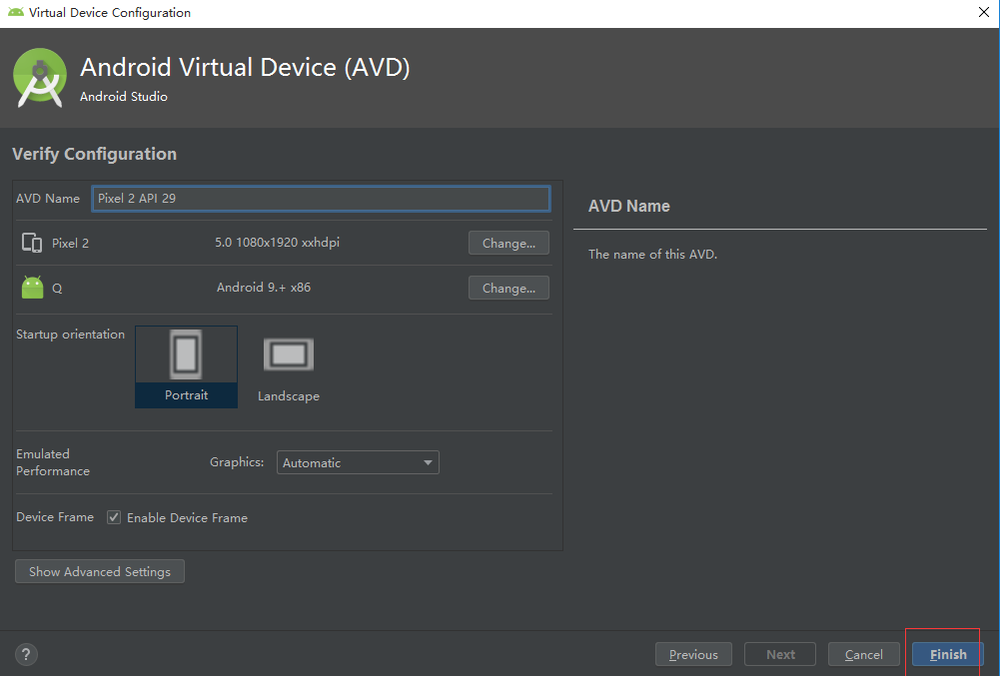 Virtual Device Configuration
Android Virtual Device (AVD)
Android Studio
Verify Configuration
AVD Name Pixel 2 API 29
Pixel 2 5.0 1080x1920 xxhdpi Change...
Q Android 9.+ x86 Change...
Startup orientation
Portrait
Landscape
Emulated
Performance
Graphics: Automatic
Device Frame Enable Device Frame
Show Advanced Settings
AVD Name
The name of this AVD.
? Previous Next Cancel Finish